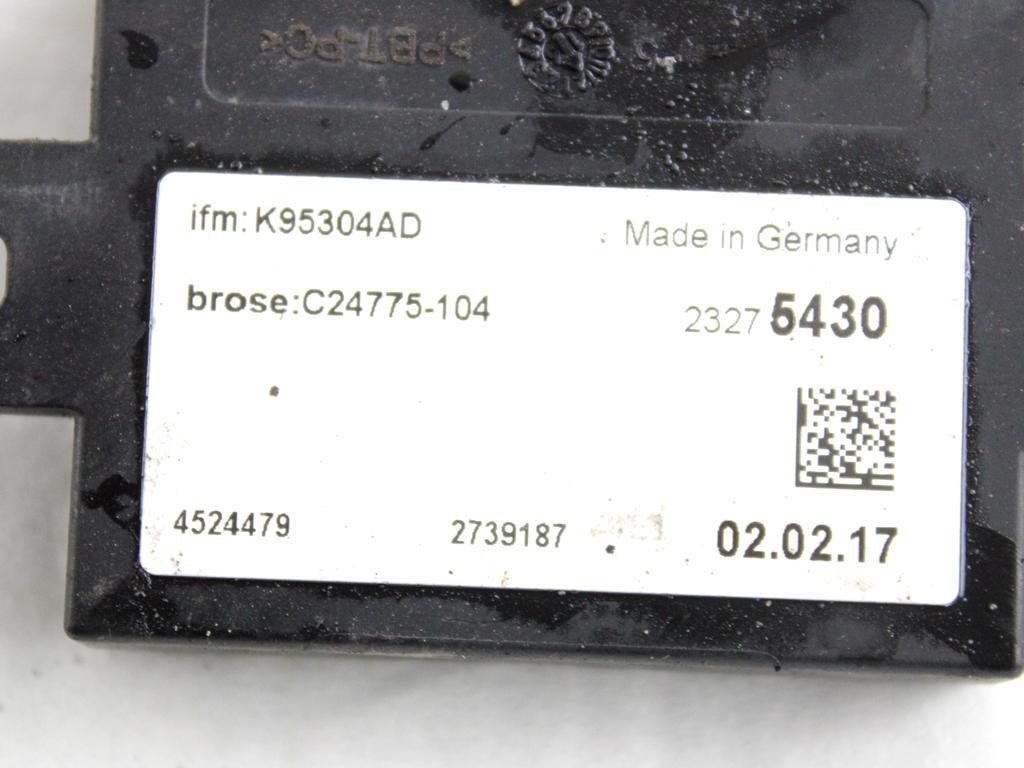 >PBT-PC<
ifm: K95304AD
Made in Germany
brose:C24775-104
2327 5430
4524479
2739187
02.02.17